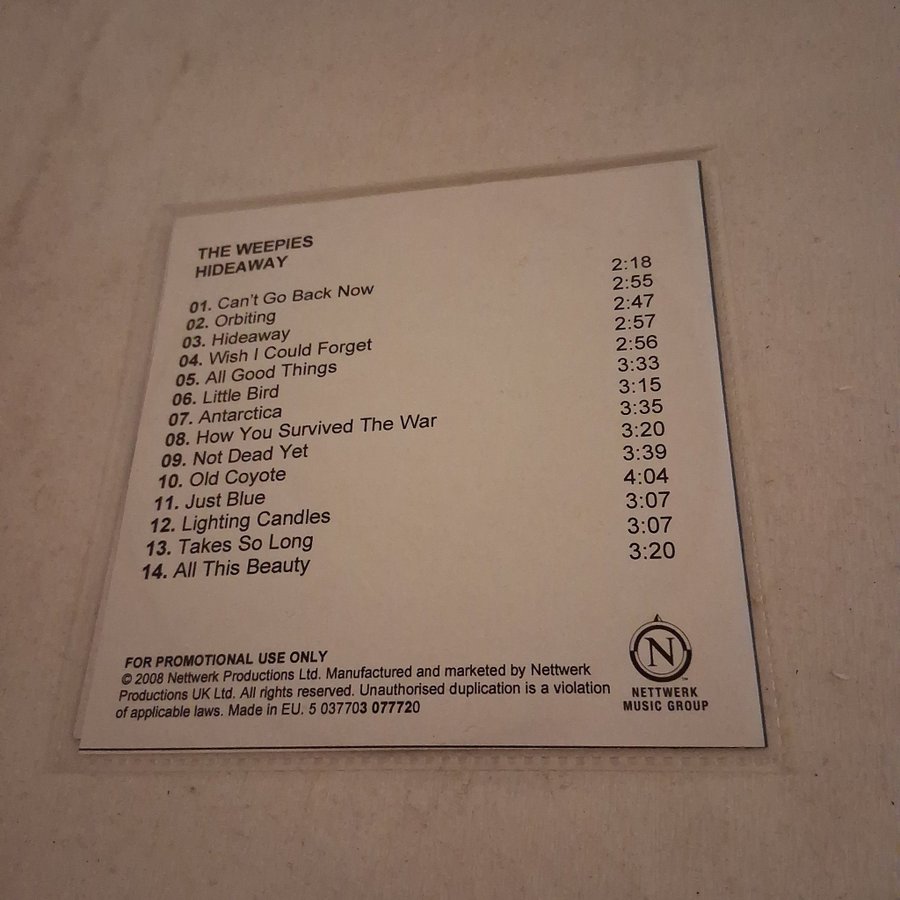 THE WEEPIES
HIDEAWAY
01. Can't Go Back Now 2:18
02. Orbiting 2:55
03. Hideaway 2:47
04. Wish I Could Forget 2:57
05. All Good Things 2:56
06. Little Bird 3:33
07. Antarctica 3:15
08. How You Survived The War 3:35
09. Not Dead Yet 3:20
10. Old Coyote 3:39
11. Just Blue 4:04
12. Lighting Candles 3:07
13. Takes So Long 3:07
14. All This Beauty 3:20
FOR PROMOTIONAL USE ONLY
© 2008 Nettwerk Productions Ltd. Manufactured and marketed by Nettwerk
Productions UK Ltd. All rights reserved. Unauthorised duplication is a violation
of applicable laws. Made in EU. 5 037703 077720
N
NETTWERK
MUSIC GROUP